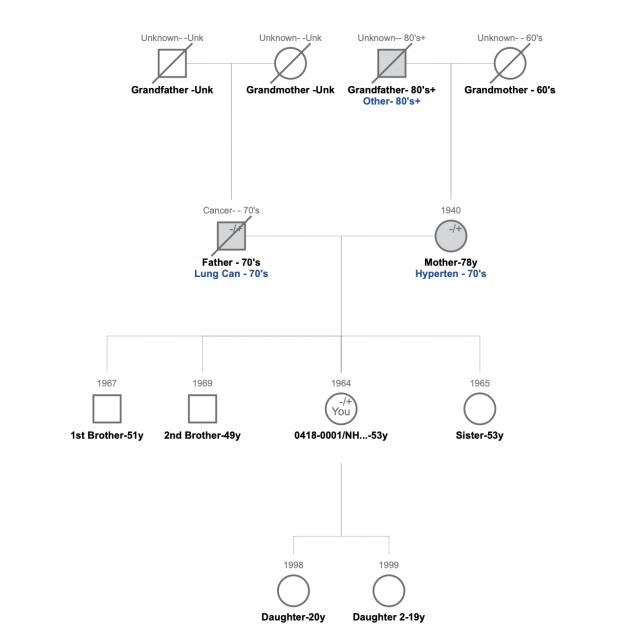 Unknown- -Unk
Unknown- -Unk
Unknown-- 80's+
Unknown- - 60's
Grandfather -Unk
Grandmother -Unk
Grandfather- 80's+
Grandmother - 60's
Other- 80's+
Cancer- - 70's
1940
-/+
-/+
Father - 70's
Mother-78y
Lung Can - 70's
Hyperten - 70's
1967
1969
1964
1965
-/+
You
1st Brother-51y
2nd Brother-49y
0418-0001/NH...-53y
Sister-53y
1998
1999
Daughter-20y
Daughter 2-19y